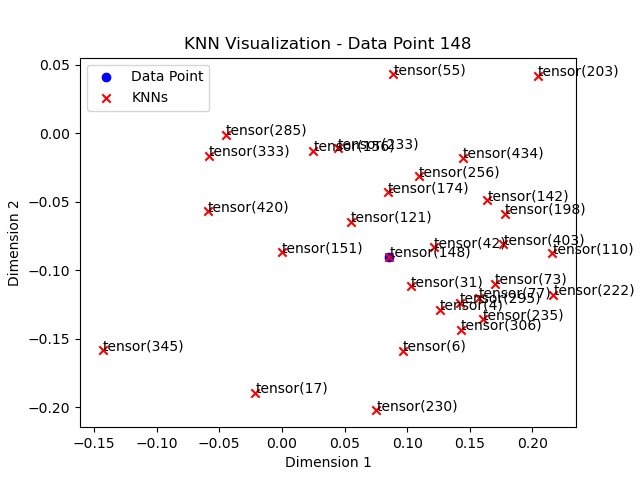 KNN Visualization - Data Point 148
Data Point
KNNs
tensor(55)
tensor(203)
tensor(285)
tensor(333)
tensor(156)
tensor(233)
tensor(434)
tensor(256)
tensor(174)
tensor(142)
tensor(198)
tensor(420)
tensor(121)
tensor(151)
tensor(148)
tensor(403)
tensor(110)
tensor(31)
tensor(73)
tensor(77)
tensor(222)
tensor(295)
tensor(4)
tensor(235)
tensor(306)
tensor(345)
tensor(6)
tensor(17)
tensor(230)
0.05
0.00
−0.05
−0.10
−0.15
−0.20
Dimension 2
−0.15
−0.10
−0.05
0.00
0.05
0.10
0.15
0.20
Dimension 1